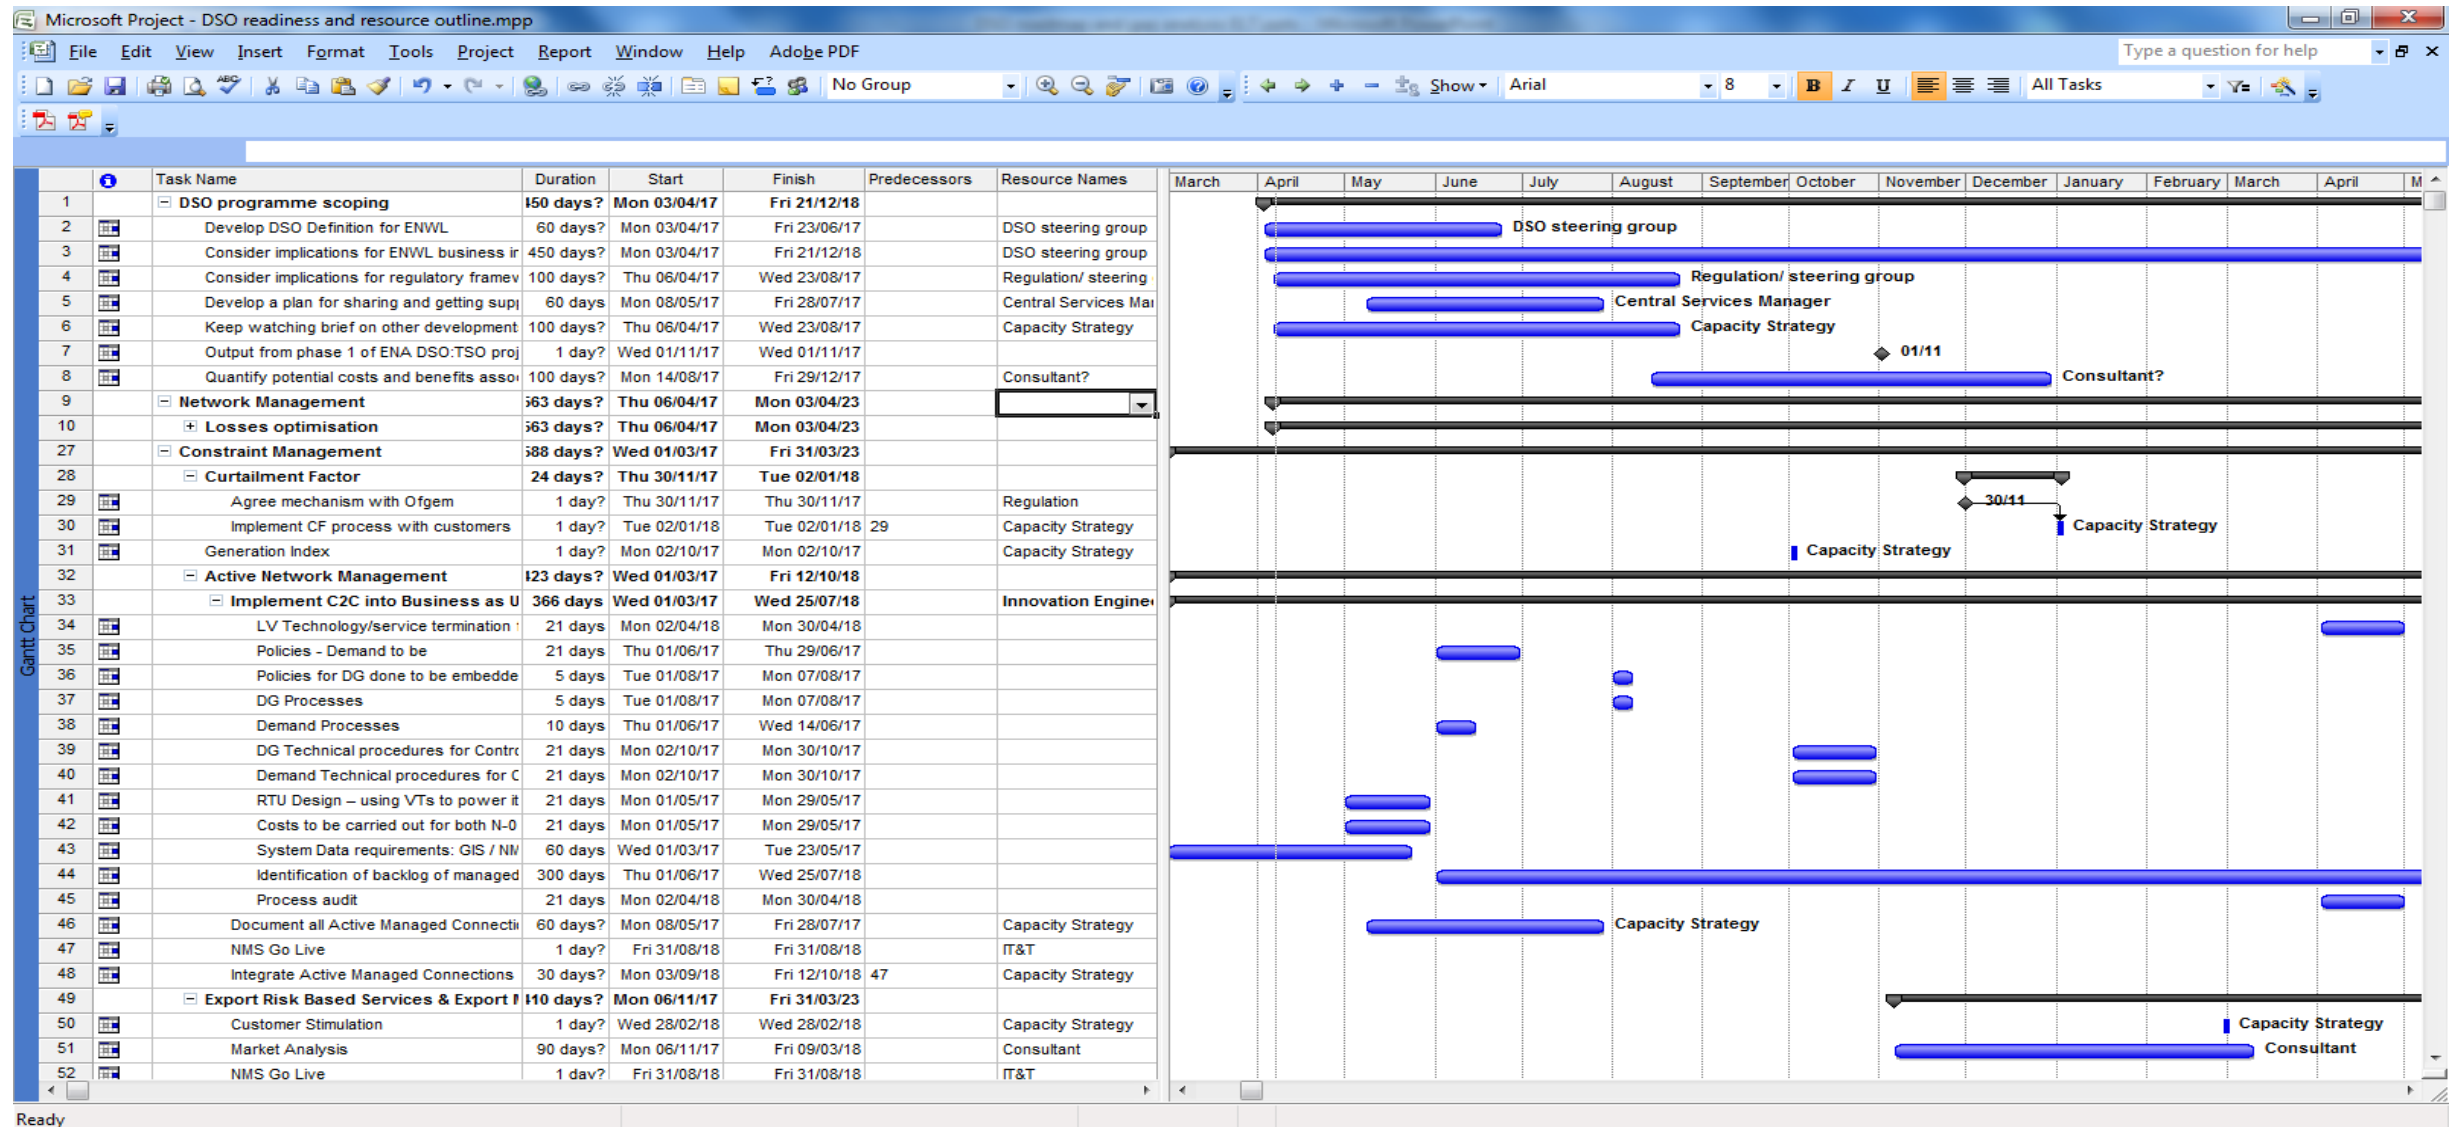 Microsoft Project - DSO readiness and resource outline.mpp
File Edit View Insert Format Tools Project Report Window Help Adobe PDF Type a question for help
No Group Show Arial 8 B I U All Tasks
Task Name Duration Start Finish Predecessors Resource Names March April May June July August September October November December January February March April M
1 DSO programme scoping 450 days? Mon 03/04/17 Fri 21/12/18
2 Develop DSO Definition for ENWL 60 days? Mon 03/04/17 Fri 23/06/17 DSO steering group DSO steering group
3 Consider implications for ENWL business ir 450 days? Mon 03/04/17 Fri 21/12/18 DSO steering group
4 Consider implications for regulatory framew 100 days? Thu 06/04/17 Wed 23/08/17 Regulation/ steering Regulation/ steering group
5 Develop a plan for sharing and getting supp 60 days Mon 08/05/17 Fri 28/07/17 Central Services Mar Central Services Manager
6 Keep watching brief on other development 100 days? Thu 06/04/17 Wed 23/08/17 Capacity Strategy Capacity Strategy
7 Output from phase 1 of ENA DSO:TSO proj 1 day? Wed 01/11/17 Wed 01/11/17 01/11
8 Quantify potential costs and benefits asso 100 days? Mon 14/08/17 Fri 29/12/17 Consultant? Consultant?
9 Network Management 563 days? Thu 06/04/17 Mon 03/04/23
10 Losses optimisation 563 days? Thu 06/04/17 Mon 03/04/23
27 Constraint Management 588 days? Wed 01/03/17 Fri 31/03/23
28 Curtailment Factor 24 days? Thu 30/11/17 Tue 02/01/18
29 Agree mechanism with Ofgem 1 day? Thu 30/11/17 Thu 30/11/17 Regulation 30/11
30 Implement CF process with customers 1 day? Tue 02/01/18 Tue 02/01/18 29 Capacity Strategy Capacity Strategy
31 Generation Index 1 day? Mon 02/10/17 Mon 02/10/17 Capacity Strategy Capacity Strategy
32 Active Network Management 423 days? Wed 01/03/17 Fri 12/10/18
33 Implement C2C into Business as U 366 days Wed 01/03/17 Wed 25/07/18 Innovation Engine
34 LV Technology/service termination 21 days Mon 02/04/18 Mon 30/04/18
35 Policies - Demand to be 21 days Thu 01/06/17 Thu 29/06/17
36 Policies for DG done to be embedde 5 days Tue 01/08/17 Mon 07/08/17
37 DG Processes 5 days Tue 01/08/17 Mon 07/08/17
38 Demand Processes 10 days Thu 01/06/17 Wed 14/06/17
39 DG Technical procedures for Contro 21 days Mon 02/10/17 Mon 30/10/17
40 Demand Technical procedures for C 21 days Mon 02/10/17 Mon 30/10/17
41 RTU Design – using VTs to power it 21 days Mon 01/05/17 Mon 29/05/17
42 Costs to be carried out for both N-0 21 days Mon 01/05/17 Mon 29/05/17
43 System Data requirements: GIS / NM 60 days Wed 01/03/17 Tue 23/05/17
44 Identification of backlog of managed 300 days Thu 01/06/17 Wed 25/07/18
45 Process audit 21 days Mon 02/04/18 Mon 30/04/18
46 Document all Active Managed Connecti 60 days? Mon 08/05/17 Fri 28/07/17 Capacity Strategy Capacity Strategy
47 NMS Go Live 1 day? Fri 31/08/18 Fri 31/08/18 IT&T
48 Integrate Active Managed Connections 30 days? Mon 03/09/18 Fri 12/10/18 47 Capacity Strategy
49 Export Risk Based Services & Export 410 days? Mon 06/11/17 Fri 31/03/23
50 Customer Stimulation 1 day? Wed 28/02/18 Wed 28/02/18 Capacity Strategy Capacity Strategy
51 Market Analysis 90 days? Mon 06/11/17 Fri 09/03/18 Consultant Consultant
52 NMS Go Live 1 day? Fri 31/08/18 Fri 31/08/18 IT&T
Gantt Chart
Ready